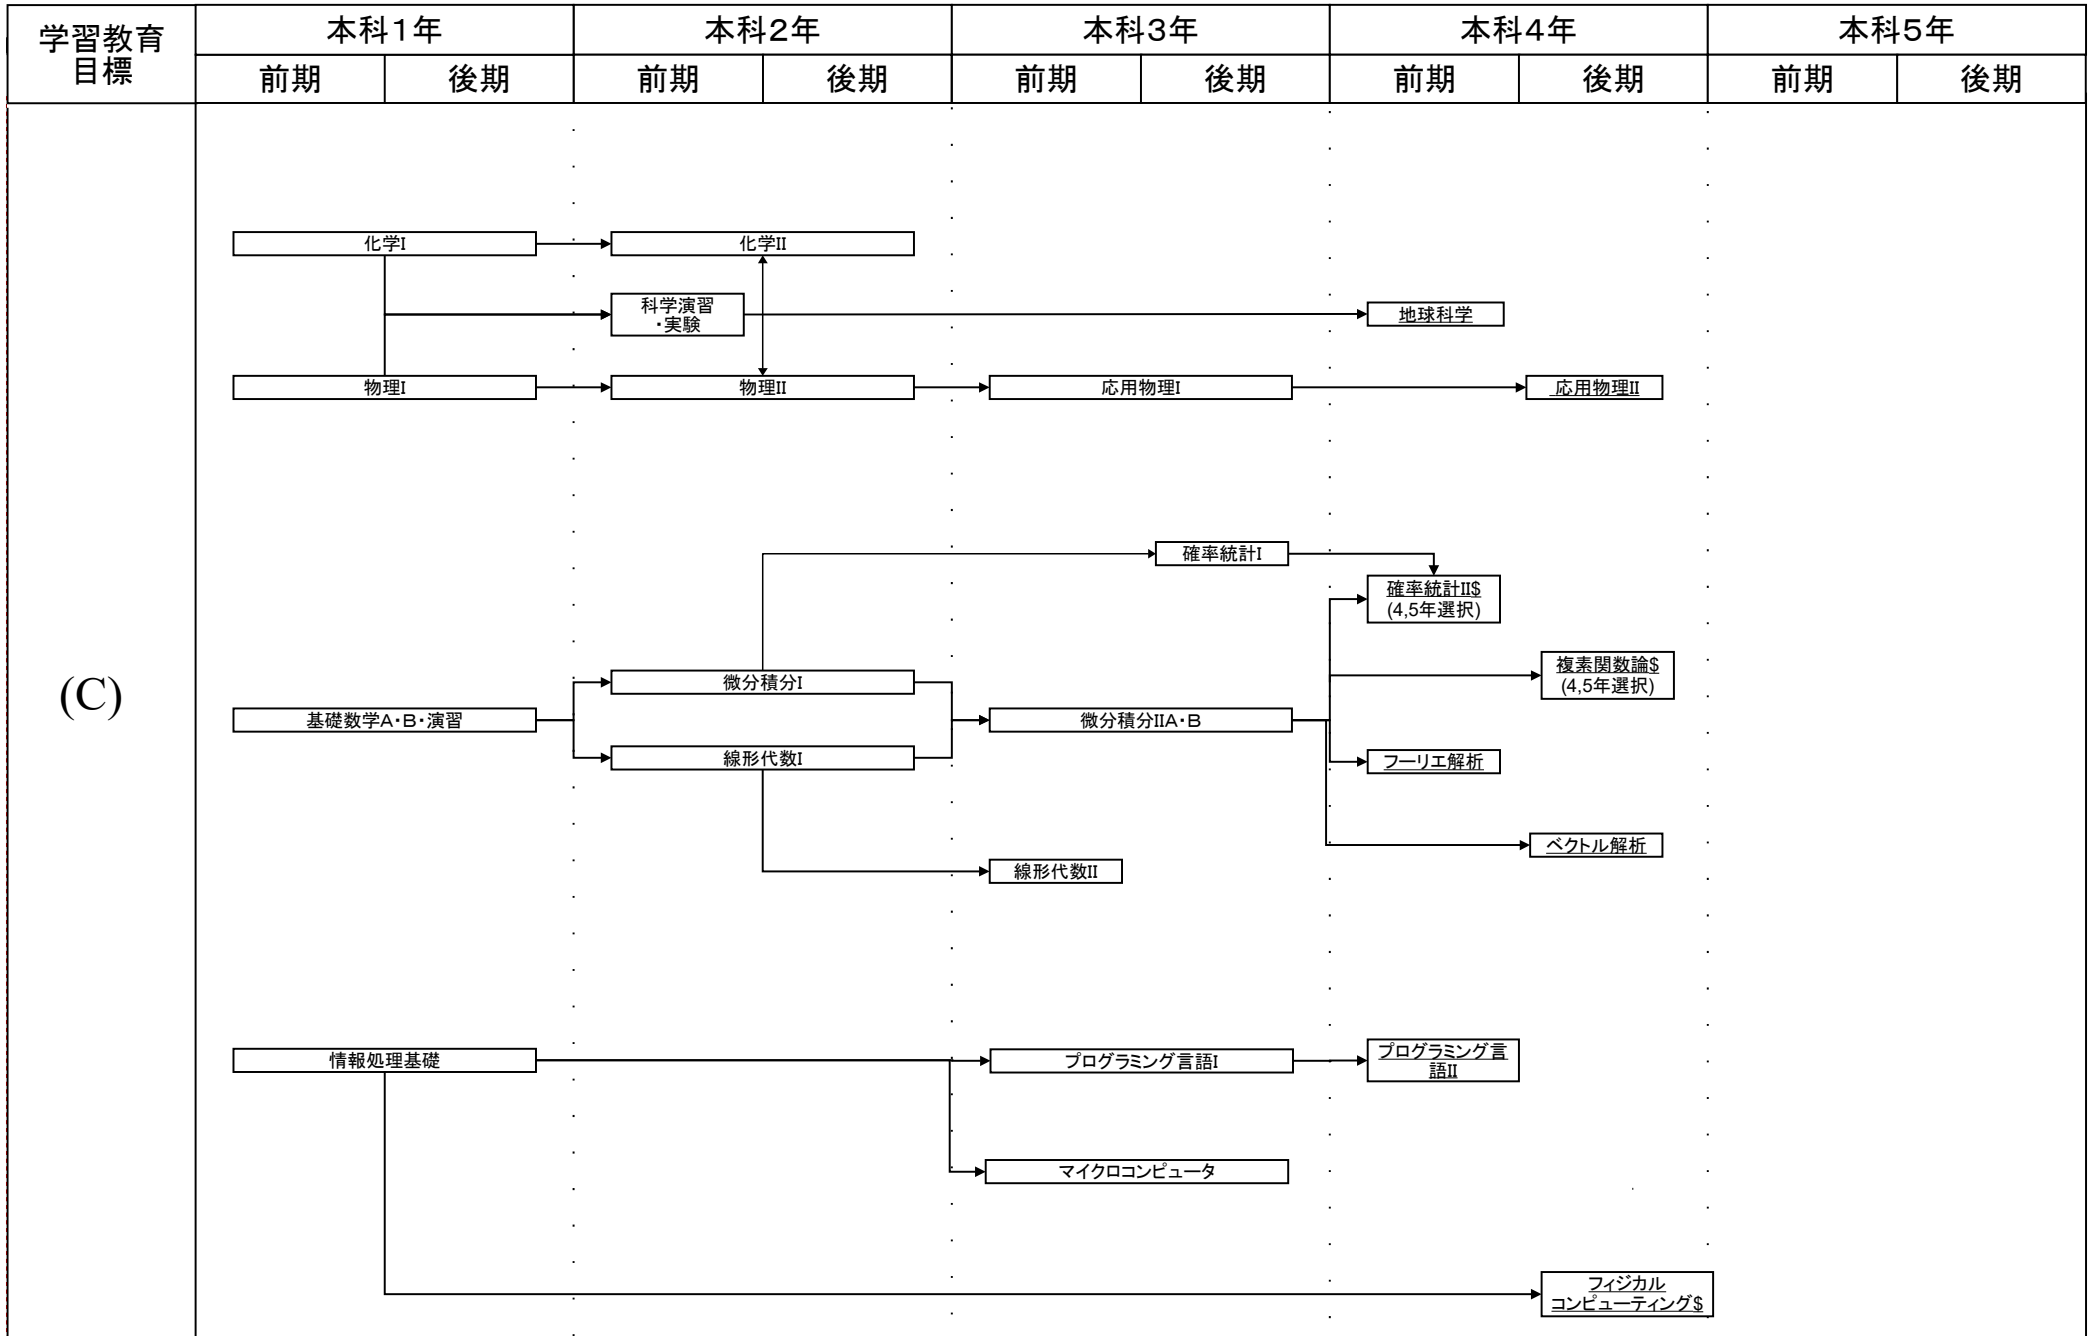 学習教育
目標
本科1年
本科2年
本科3年
本科4年
本科5年
前期
後期
前期
後期
前期
後期
前期
後期
前期
後期
(C)
化学I
化学II
科学演習
・実験
地球科学
物理I
物理II
応用物理I
応用物理II
確率統計I
確率統計II$
(4,5年選択)
複素関数論$
(4,5年選択)
微分積分I
基礎数学A・B・演習
微分積分IIA・B
線形代数I
フーリエ解析
ベクトル解析
線形代数II
情報処理基礎
プログラミング言語I
プログラミング言
語II
マイクロコンピュータ
フィジカル
コンピューティング$